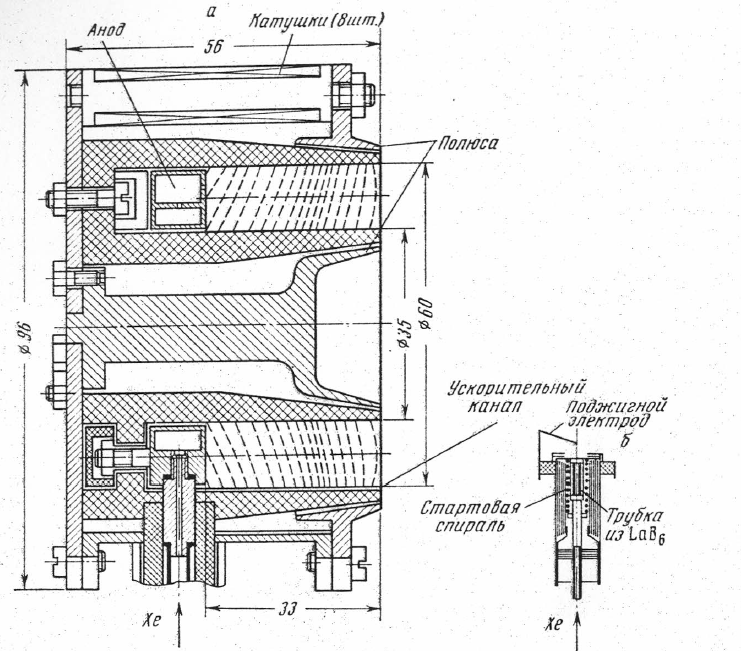 а
Анод
Катушки (8шт.)
56
Полюса
ø96
ø35
ø60
Ускорительный
канал
Поджигной
электрод
б
Стартовая
спираль
Трубка
из LaB6
33
Xe
Xe